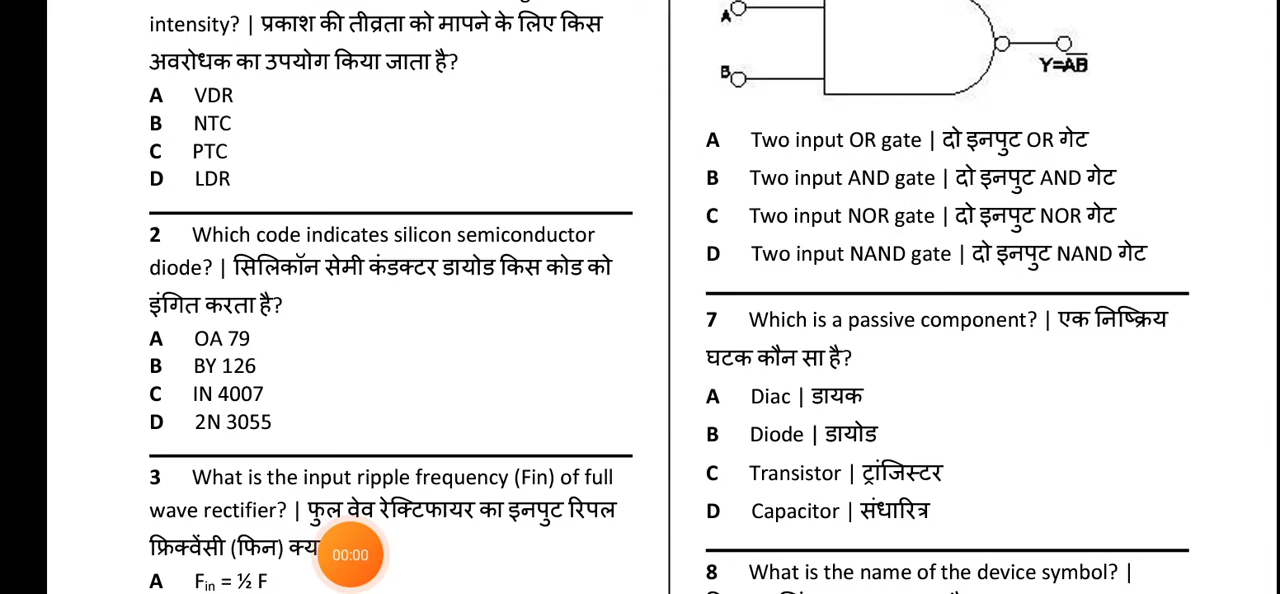 intensity? | प्रकाश की तीव्रता को मापने के लिए किस
अवरोधक का उपयोग किया जाता है?
A VDR
B NTC
C PTC
D LDR
2 Which code indicates silicon semiconductor
diode? | सिलिकॉन सेमी कंडक्टर डायोड किस कोड को
इंगित करता है?
A OA 79
B BY 126
C IN 4007
D 2N 3055
3 What is the input ripple frequency (Fin) of full
wave rectifier? | फुल वेव रेक्टिफायर का इनपुट रिपल
फ्रिक्वेंसी (फिन) क्य
00:00
A Fin = ½ F
A
B
Y=A̅B̅
A Two input OR gate | दो इनपुट OR गेट
B Two input AND gate | दो इनपुट AND गेट
C Two input NOR gate | दो इनपुट NOR गेट
D Two input NAND gate | दो इनपुट NAND गेट
7 Which is a passive component? | एक निष्क्रिय
घटक कौन सा है?
A Diac | डायक
B Diode | डायोड
C Transistor | ट्रांजिस्टर
D Capacitor | संधारित्र
8 What is the name of the device symbol? |